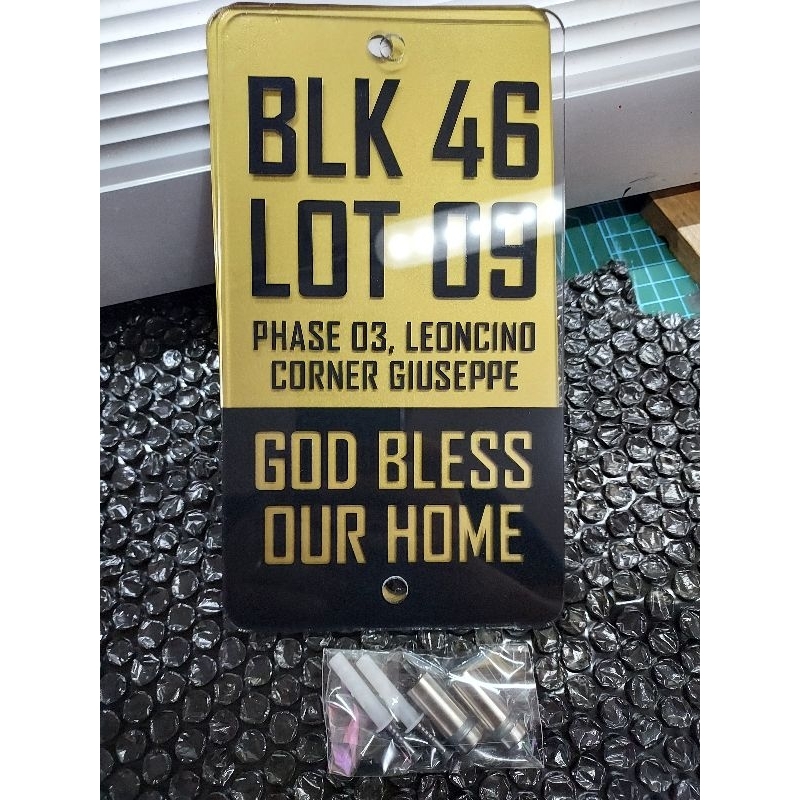 BLK 46
LOT 09
PHASE 03, LEONCINO
CORNER GIUSEPPE
GOD BLESS
OUR HOME